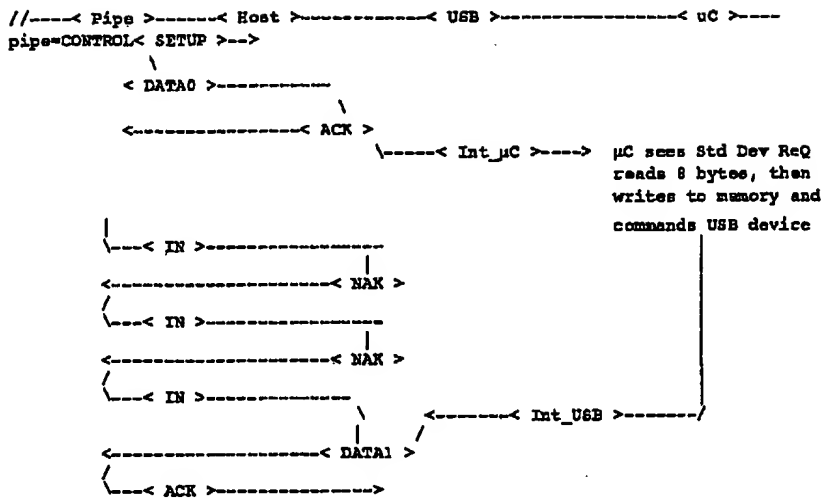 //----< Pipe >------< Host >---------------< USB >-----------------< uC >----
pipe=CONTROL< SETUP >-->
< DATA0 >-----------
<-----------------< ACK >
\-----< Int_µC >----> µC sees Std Dev ReQ
reads 8 bytes, then
writes to memory and
commands USB device
\---< IN >-----------------
<----------------------< NAK >
\---< IN >-----------------
<----------------------< NAK >
\---< IN >--------------
<-------< Int_USB >------/
<---------------------< DATA1 >
\---< ACK >---------------->